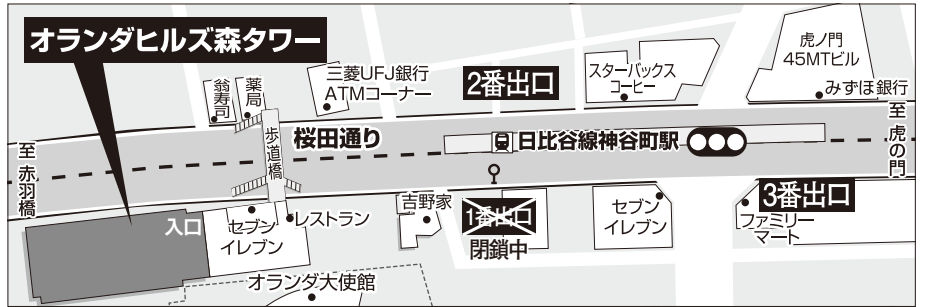 オランダヒルズ森タワー
翁寿司
薬局
三菱UFJ銀行
ATMコーナー
2番出口
スターバックス
コーヒー
虎ノ門
45MTビル
みずほ銀行
至 赤羽橋
歩道橋
桜田通り
日比谷線神谷町駅
至 虎の門
入口
セブン
イレブン
レストラン
吉野家
1番出口
閉鎖中
セブン
イレブン
3番出口
ファミリー
マート
オランダ大使館